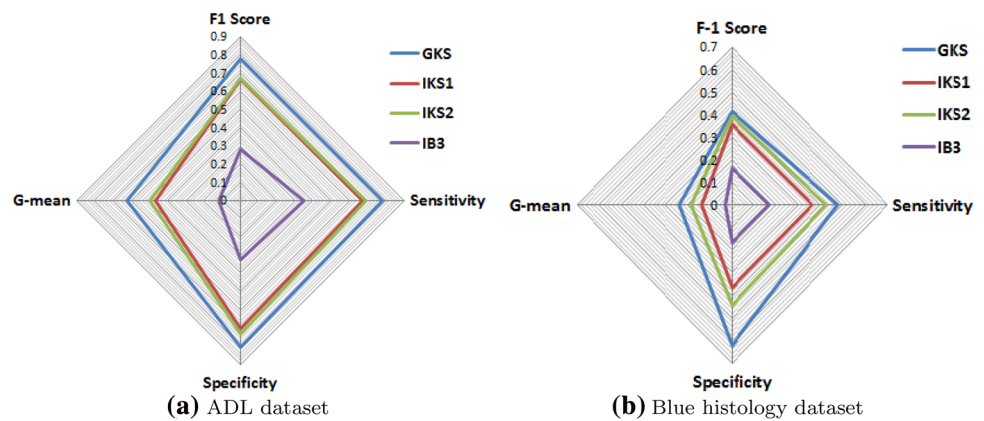 F1 Score
0.9
0.8
0.7
0.6
0.5
0.4
0.3
0.2
0.1
0
G-mean
Sensitivity
Specificity
GKS
IKS1
IKS2
IB3
(a) ADL dataset
F-1 Score
0.7
0.6
0.5
0.4
0.3
0.2
0.1
0
G-mean
Sensitivity
Specificity
GKS
IKS1
IKS2
IB3
(b) Blue histology dataset